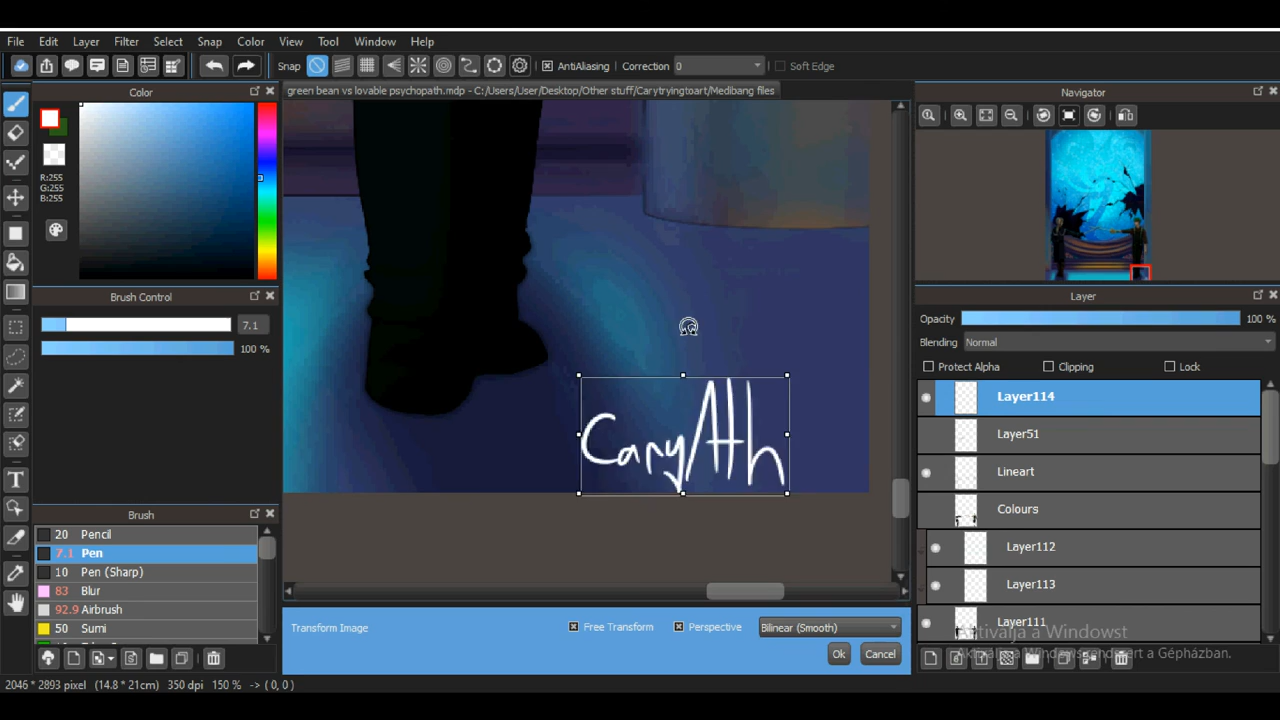 File Edit Layer Filter Select Snap Color View Tool Window Help
Snap AntiAliasing Correction 0 Soft Edge
Color
R:255
G:255
B:255
Brush Control
7.1
100 %
Brush
20 Pencil
7.1 Pen
10 Pen (Sharp)
83 Blur
92.9 Airbrush
50 Sumi
green bean vs lovable psychopath.mdp - C:/Users/User/Desktop/Other stuff/Carytryingtoart/Medibang files
CaryAth
Transform Image Free Transform Perspective Bilinear (Smooth)
Ok Cancel
Navigator
Layer
Opacity 100 %
Blending Normal
Protect Alpha Clipping Lock
Layer114
Layer51
Lineart
Colours
Layer112
Layer113
Layer111
2046 * 2893 pixel (14.8 * 21cm) 350 dpi 150 % -> ( 0, 0 )